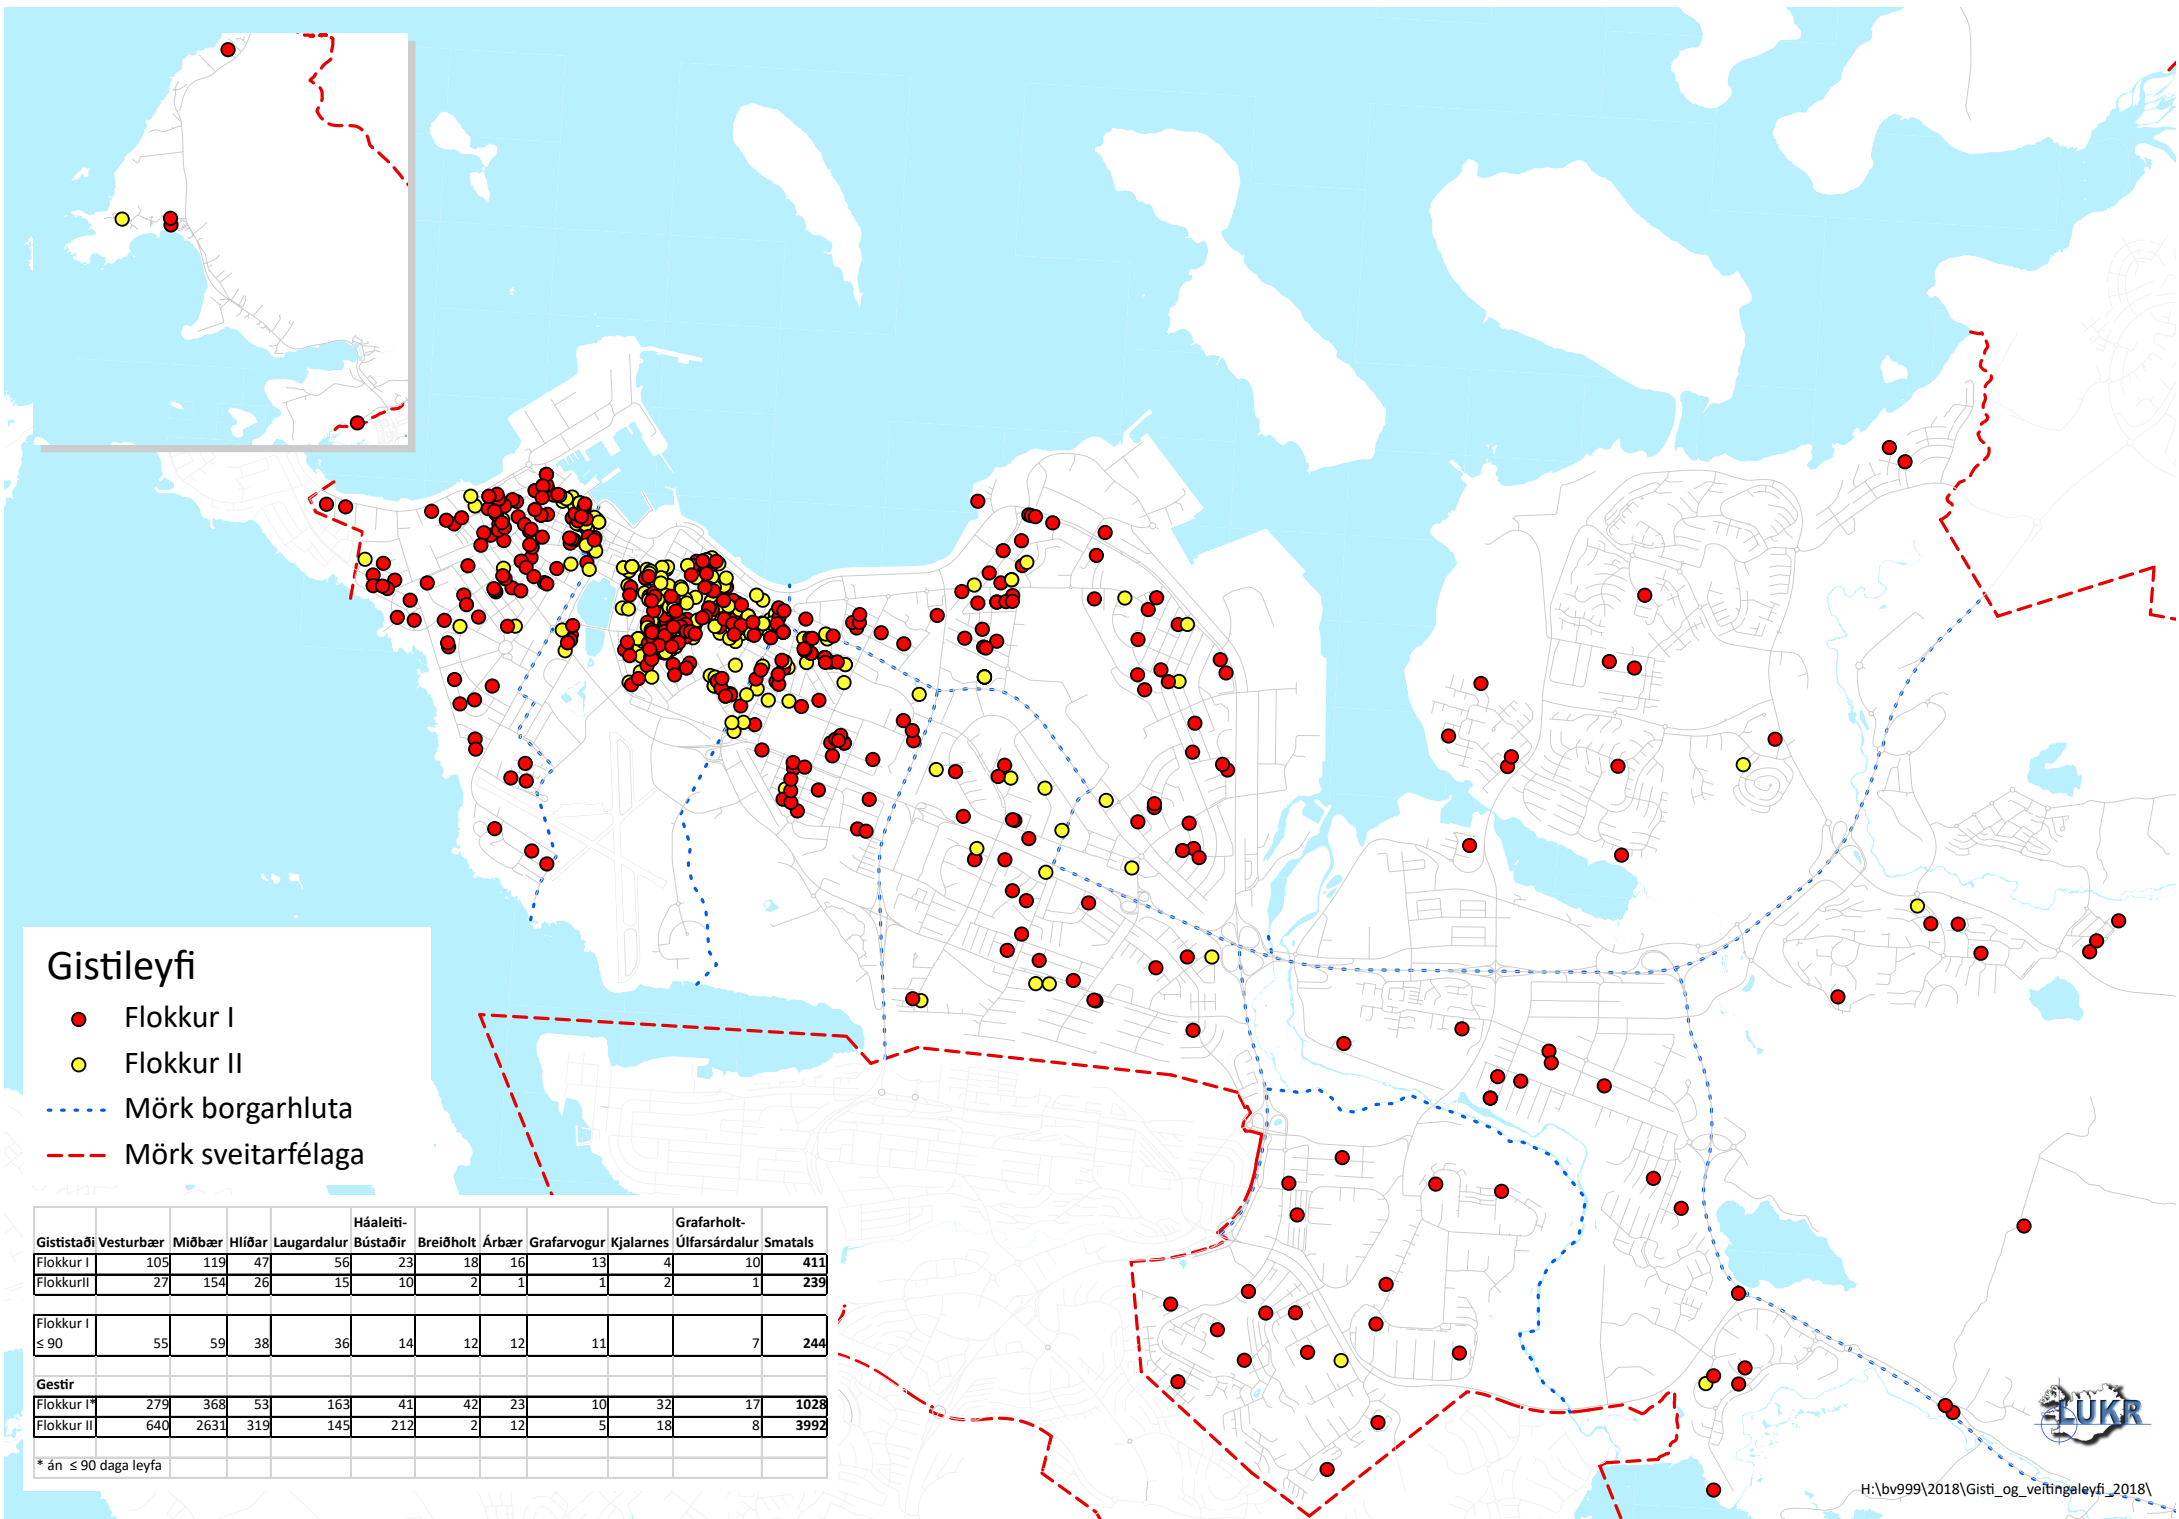 Gistileyfi
Flokkur I
Flokkur II
Mörk borgarhluta
Mörk sveitarfélaga
Gististaði Vesturbær Miðbær Hlíðar Laugardalur Háaleiti-Bústaðir Breiðholt Árbær Grafarvogur Kjalarnes Grafarholt-Úlfarsárdalur Smatals
Flokkur I 105 119 47 56 23 18 16 13 4 10 411
FlokkurII 27 154 26 15 10 2 1 1 2 1 239
Flokkur I
≤ 90 55 59 38 36 14 12 12 11 7 244
Gestir
Flokkur I* 279 368 53 163 41 42 23 10 32 17 1028
Flokkur II 640 2631 319 145 212 2 12 5 18 8 3992
* án ≤ 90 daga leyfa
LUKR
H:\bv999\2018\Gisti_og_veitingaleyfi_2018\